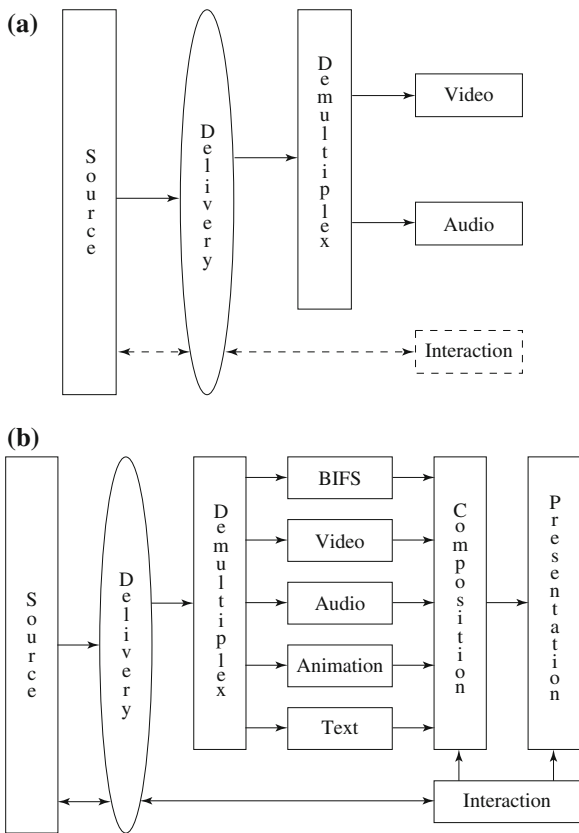 (a)
Source
Delivery
Demultiplex
Video
Audio
Interaction
(b)
Source
Delivery
Demultiplex
BIFS
Video
Audio
Animation
Text
Composition
Presentation
Interaction